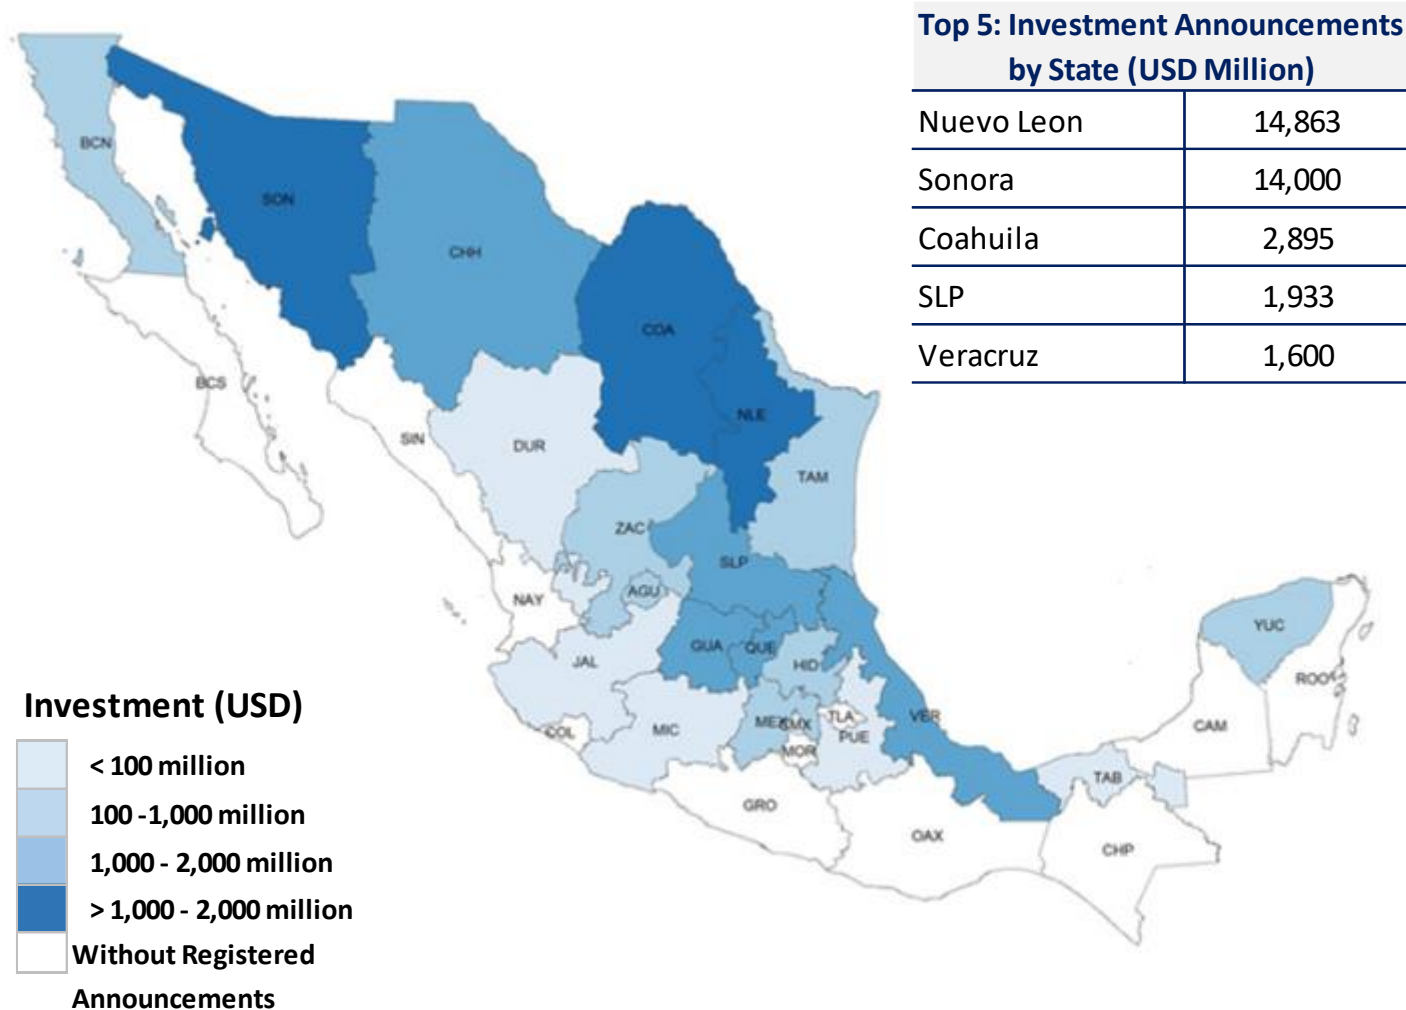 Top 5: Investment Announcements
by State (USD Million)
Nuevo Leon 14,863
Sonora 14,000
Coahuila 2,895
SLP 1,933
Veracruz 1,600
BCN
SON
CHH
CDA
BCS
NLE
SIN
DUR
TAM
ZAC
SLP
AGU
NAY
YUC
GUA
QUE
JAL
HID
ROO
MIC
MEX
CMX
TLA
VER
CAM
COL
PUE
MOR
TAB
GRO
OAX
CHP
Investment (USD)
< 100 million
100 -1,000 million
1,000 - 2,000 million
> 1,000 - 2,000 million
Without Registered
Announcements